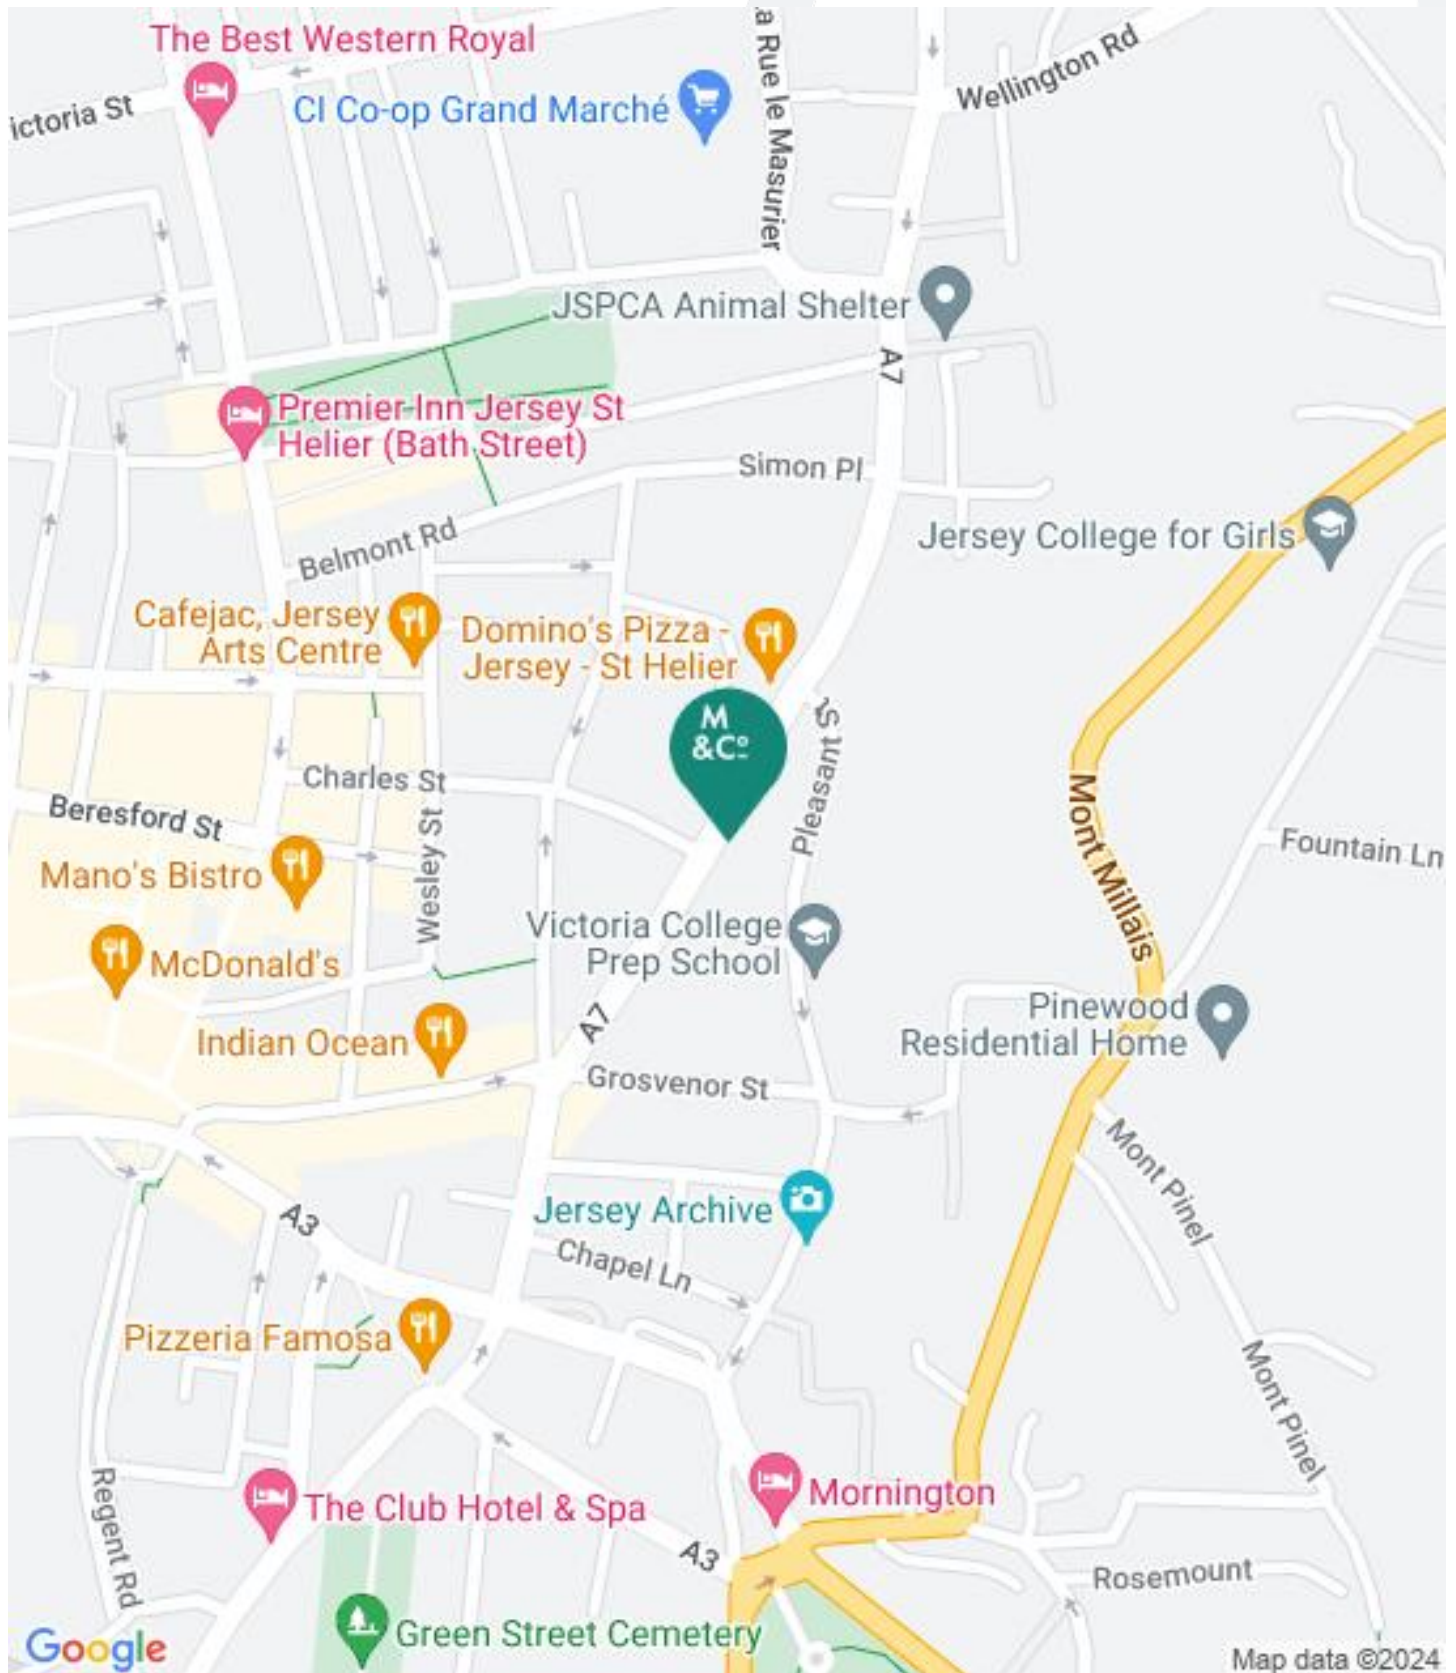 The Best Western Royal
ictoria St
CI Co-op Grand Marché
a Rue le Masurier
Wellington Rd
JSPCA Animal Shelter
A7
Premier Inn Jersey St
Helier (Bath Street)
Simon Pl
Belmont Rd
Jersey College for Girls
Cafejac, Jersey
Arts Centre
Domino's Pizza -
Jersey - St Helier
M
&Cº
Pleasant St
Charles St
Beresford St
Wesley St
Mont Millais
Fountain Ln
Mano's Bistro
McDonald's
Victoria College
Prep School
Indian Ocean
A7
Pinewood
Residential Home
Grosvenor St
Mont Pinel
A3
Jersey Archive
Chapel Ln
Pizzeria Famosa
Mont Pinel
Regent Rd
The Club Hotel & Spa
Mornington
A3
Rosemount
Green Street Cemetery
Google
Map data ©2024